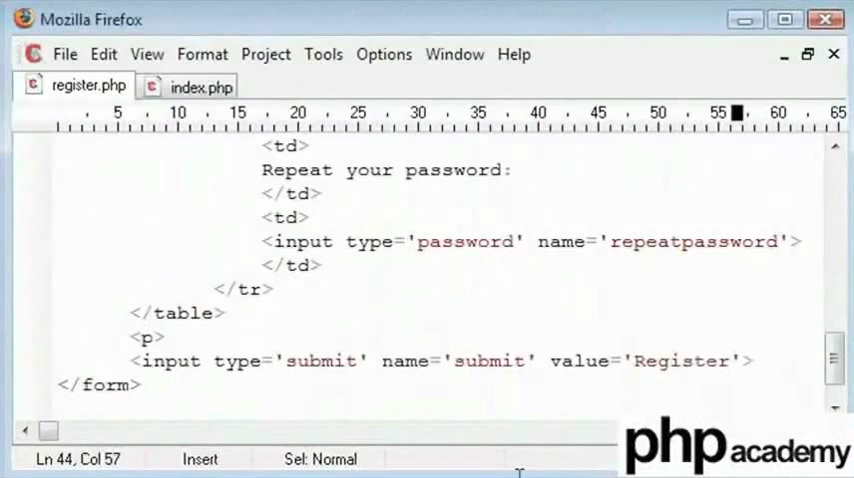 Mozilla Firefox
File Edit View Format Project Tools Options Window Help
register.php index.php
5 10 15 20 25 30 35 40 45 50 55 60 65
<td>
Repeat your password:
</td>
<td>
<input type='password' name='repeatpassword'>
</td>
</tr>
</table>
<p>
<input type='submit' name='submit' value='Register'>
</form>
Ln 44, Col 57 Insert Sel: Normal
php academy